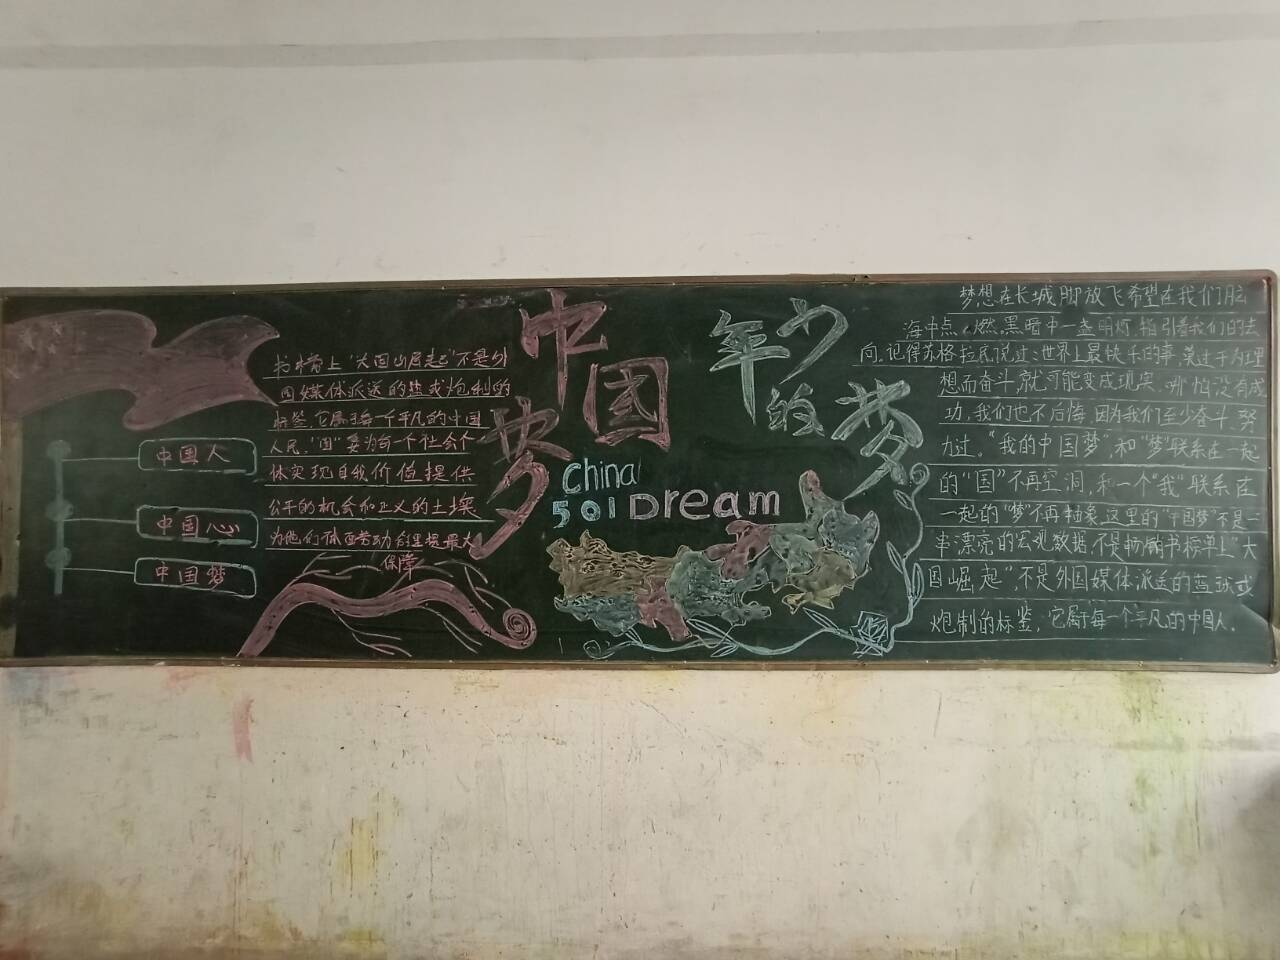 中国人
中国心
中国梦
书榜单上"大国崛起"不是外
国媒体派送的蓝或炮制的
标签,它属于每个平凡的中国
人民,"国"要为每一个社会个
体实现自我价值提供
公开的机会和正义的土壤
为他们 劳动 提 最大
保障
中国
梦
少年
的梦
China
501 Dream
梦想在长城脚放飞希望在我们脑
海中点燃.黑暗中一盏明灯,指引着我们的去
向.记得苏格拉底说过:世界上最快乐的事,莫过于为理
想而奋斗,就可能变成现实、哪怕没有成
功,我们也不后悔,因为我们至少奋斗、努
力过。"我的中国梦",和"梦"联系在一起
的"国"不再空洞,和一个"我"联系在
一起的"梦"不再抽象,这里的"中国梦"不是一
串漂亮的宏观数据,不是畅销书榜单上"大
国崛起"不是外国媒体派送的蓝球或
炮制的标签,它属于每一个平凡的中国人.